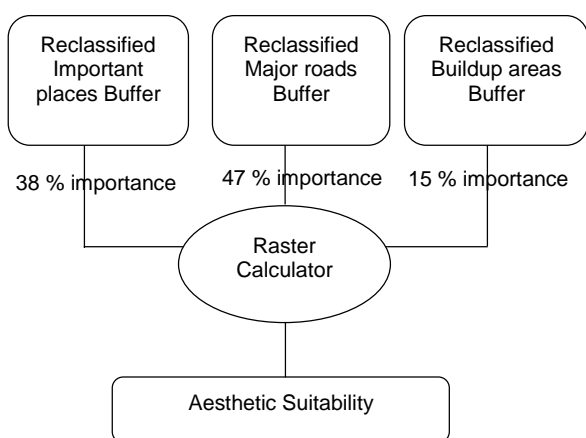 Reclassified
Important
places Buffer
Reclassified
Major roads
Buffer
Reclassified
Buildup areas
Buffer
38 % importance
47 % importance
15 % importance
Raster
Calculator
Aesthetic Suitability